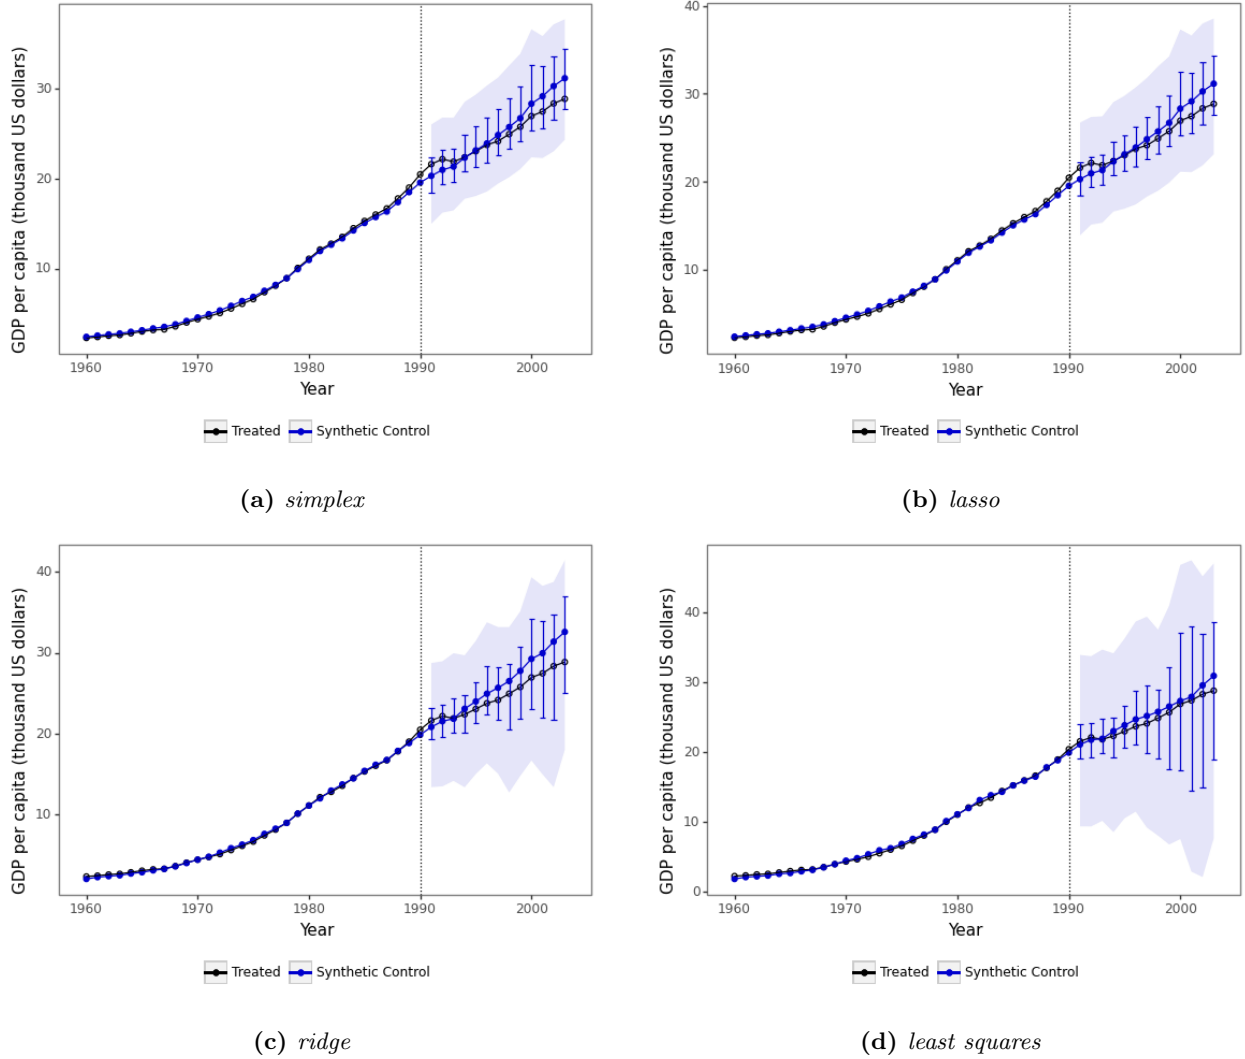 GDP per capita (thousand US dollars)
30
20
10
1960 1970 1980 1990 2000
Year
Treated Synthetic Control
(a) simplex
GDP per capita (thousand US dollars)
40
30
20
10
1960 1970 1980 1990 2000
Year
Treated Synthetic Control
(b) lasso
GDP per capita (thousand US dollars)
40
30
20
10
1960 1970 1980 1990 2000
Year
Treated Synthetic Control
(c) ridge
GDP per capita (thousand US dollars)
40
30
20
10
0
1960 1970 1980 1990 2000
Year
Treated Synthetic Control
(d) least squares